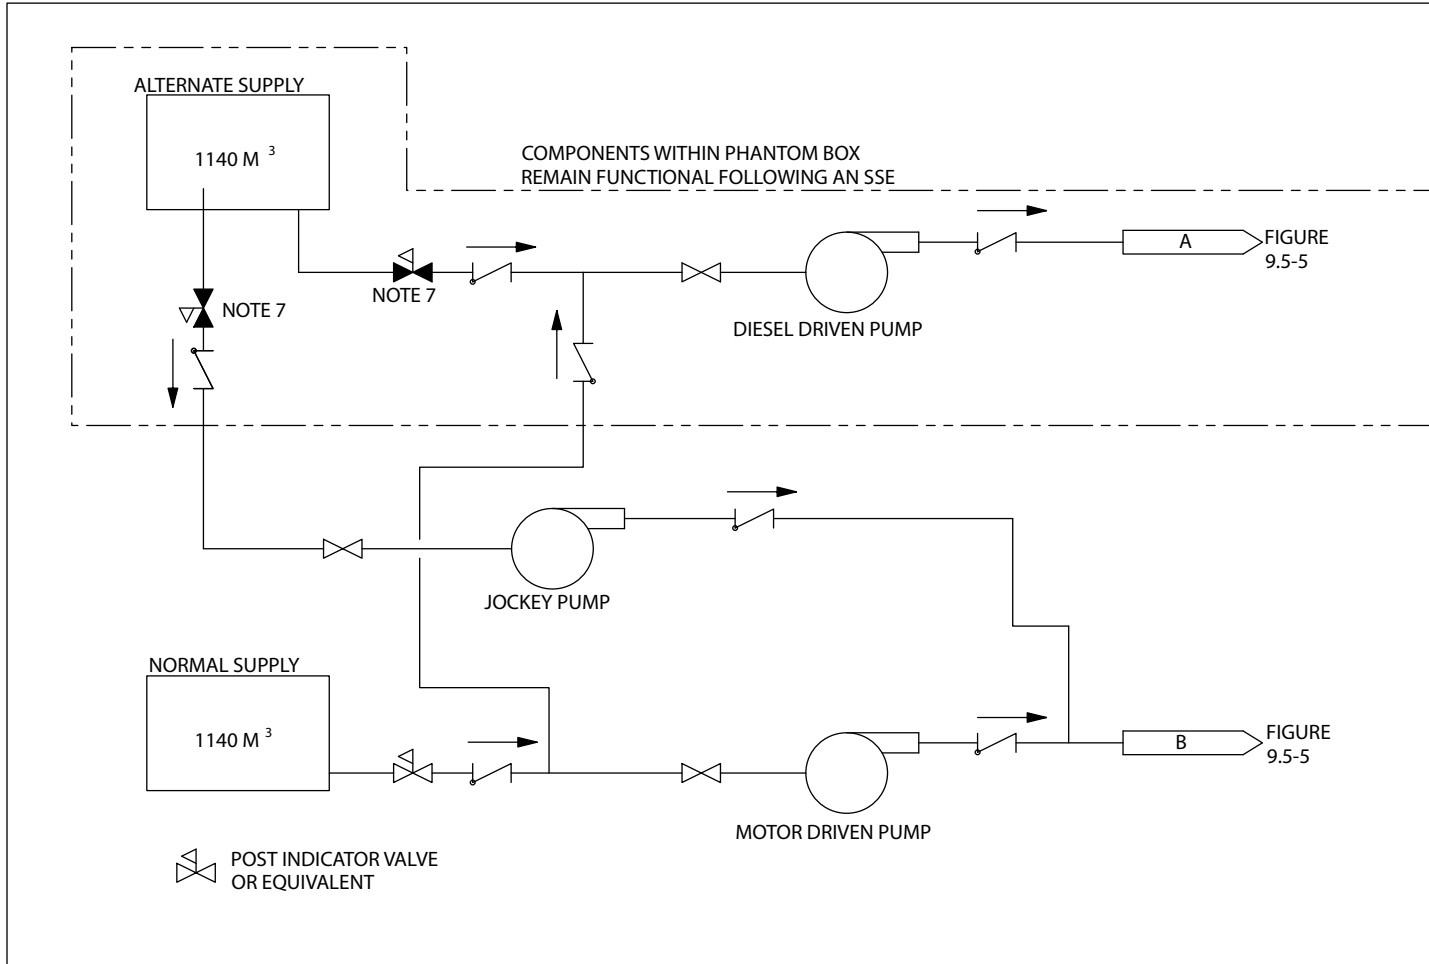 ALTERNATE SUPPLY
1140 M 3
COMPONENTS WITHIN PHANTOM BOX
REMAIN FUNCTIONAL FOLLOWING AN SSE
A
FIGURE
9.5-5
NOTE 7
NOTE 7
DIESEL DRIVEN PUMP
JOCKEY PUMP
NORMAL SUPPLY
1140 M 3
B
FIGURE
9.5-5
MOTOR DRIVEN PUMP
POST INDICATOR VALVE
OR EQUIVALENT